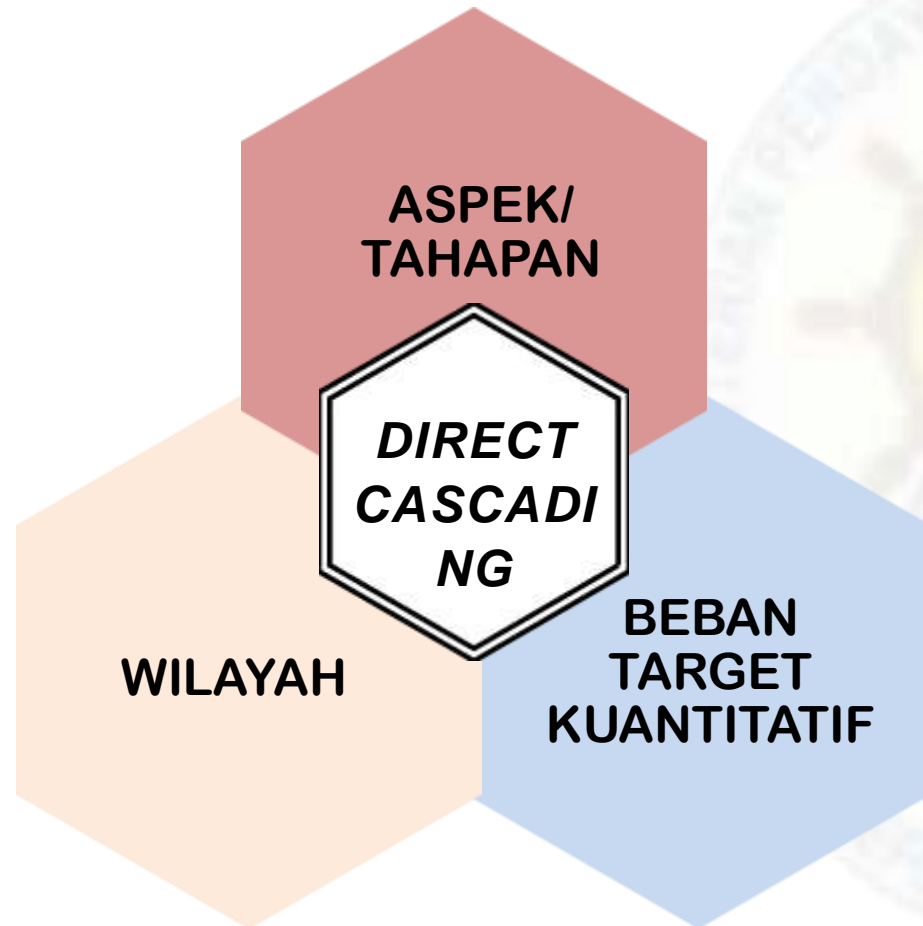 ASPEK/
TAHAPAN
DIRECT
CASCADI
NG
WILAYAH
BEBAN
TARGET
KUANTITATIF